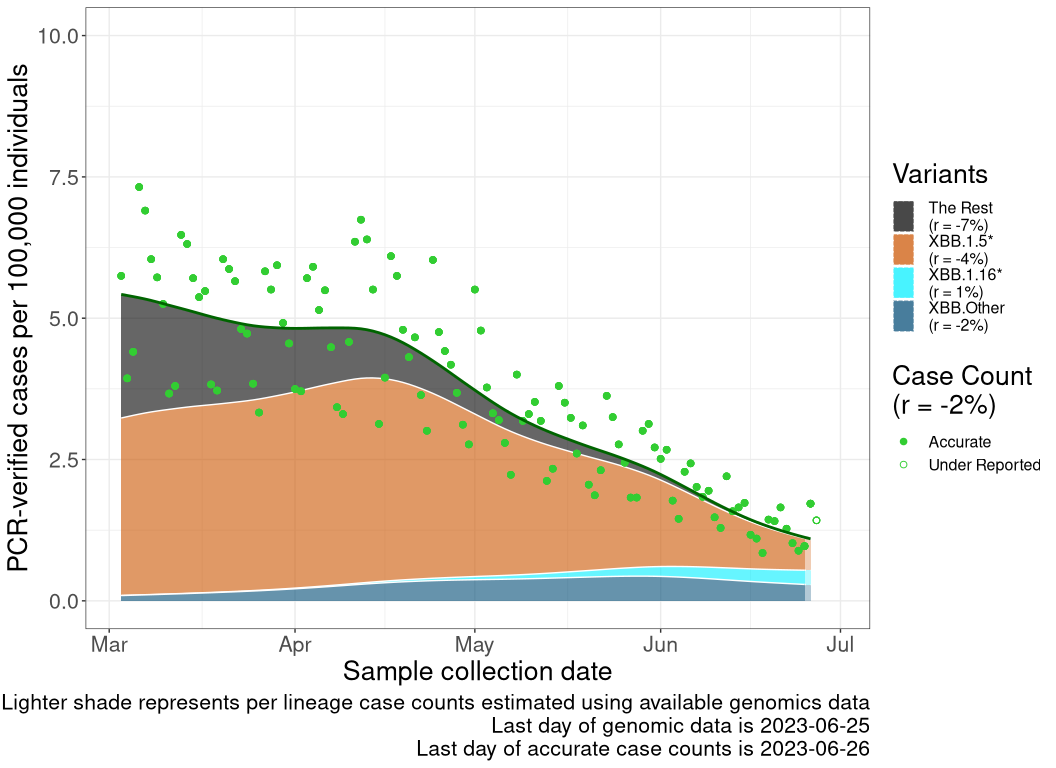 PCR-verified cases per 100,000 individuals
10.0
7.5
5.0
2.5
0.0
Mar
Apr
May
Jun
Jul
Sample collection date
Variants
The Rest
(r = -7%)
XBB.1.5*
(r = -4%)
XBB.1.16*
(r = 1%)
XBB.Other
(r = -2%)
Case Count
(r = -2%)
Accurate
Under Reported
Lighter shade represents per lineage case counts estimated using available genomics data
Last day of genomic data is 2023-06-25
Last day of accurate case counts is 2023-06-26